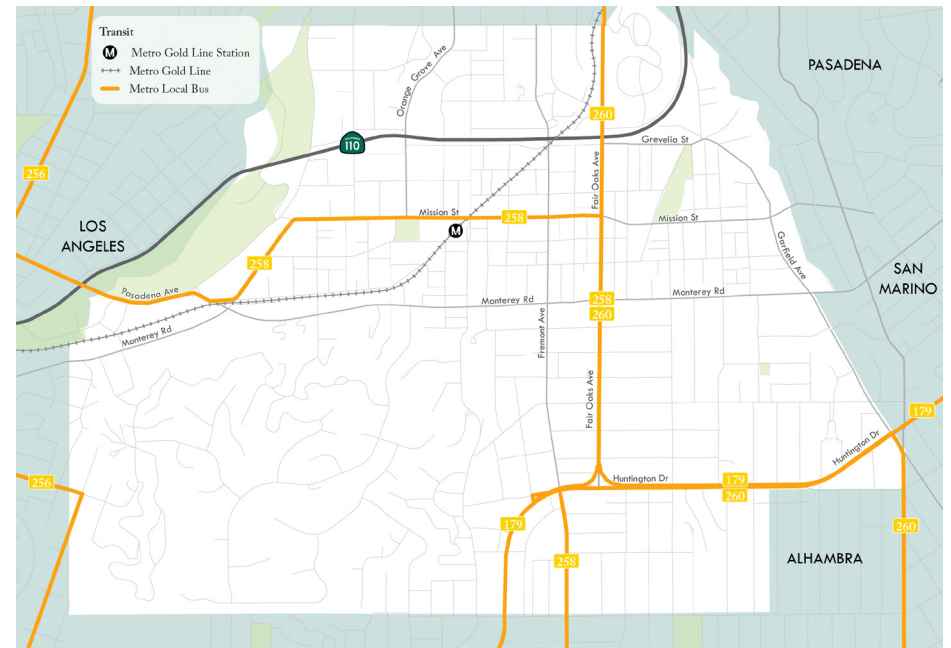 Transit
M Metro Gold Line Station
Metro Gold Line
Metro Local Bus
PASADENA
Orange Grove Ave
260
CALIFORNIA
110
Grevelia St
256
Fair Oaks Ave
Mission St
258
Mission St
LOS
ANGELES
M
Garfield Ave
258
SAN
MARINO
Pasadena Ave
Monterey Rd
258
260
Monterey Rd
Monterey Rd
Fremont Ave
Fair Oaks Ave
179
Huntington Dr
256
Huntington Dr
179
260
179
260
258
ALHAMBRA